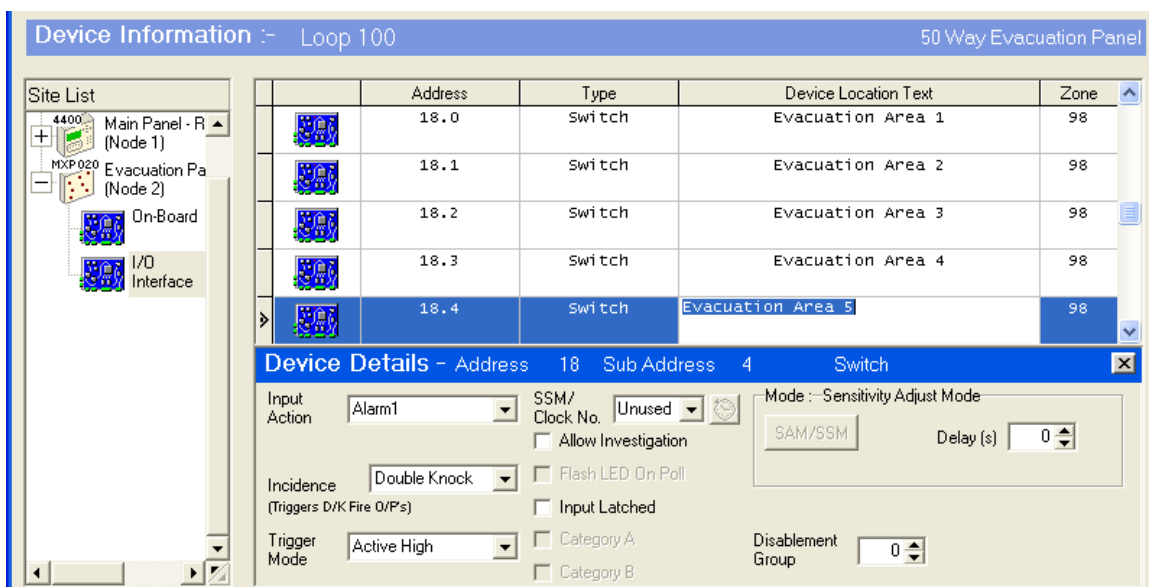 Device Information :- Loop 100 50 Way Evacuation Panel
Site List
4400 Main Panel - R
(Node 1)
MXP020 Evacuation Pa
(Node 2)
On-Board
I/O
Interface
Address Type Device Location Text Zone
18.0 Switch Evacuation Area 1 98
18.1 Switch Evacuation Area 2 98
18.2 Switch Evacuation Area 3 98
18.3 Switch Evacuation Area 4 98
18.4 Switch Evacuation Area 5 98
Device Details - Address 18 Sub Address 4 Switch
Input
Action Alarm1
SSM/
Clock No. Unused
Allow Investigation
Mode : Sensitivity Adjust Mode
SAM/SSM Delay (s) 0
Incidence Double Knock
(Triggers D/K Fire O/P's)
Flash LED On Poll
Input Latched
Trigger
Mode Active High
Category A
Category B
Disablement
Group 0